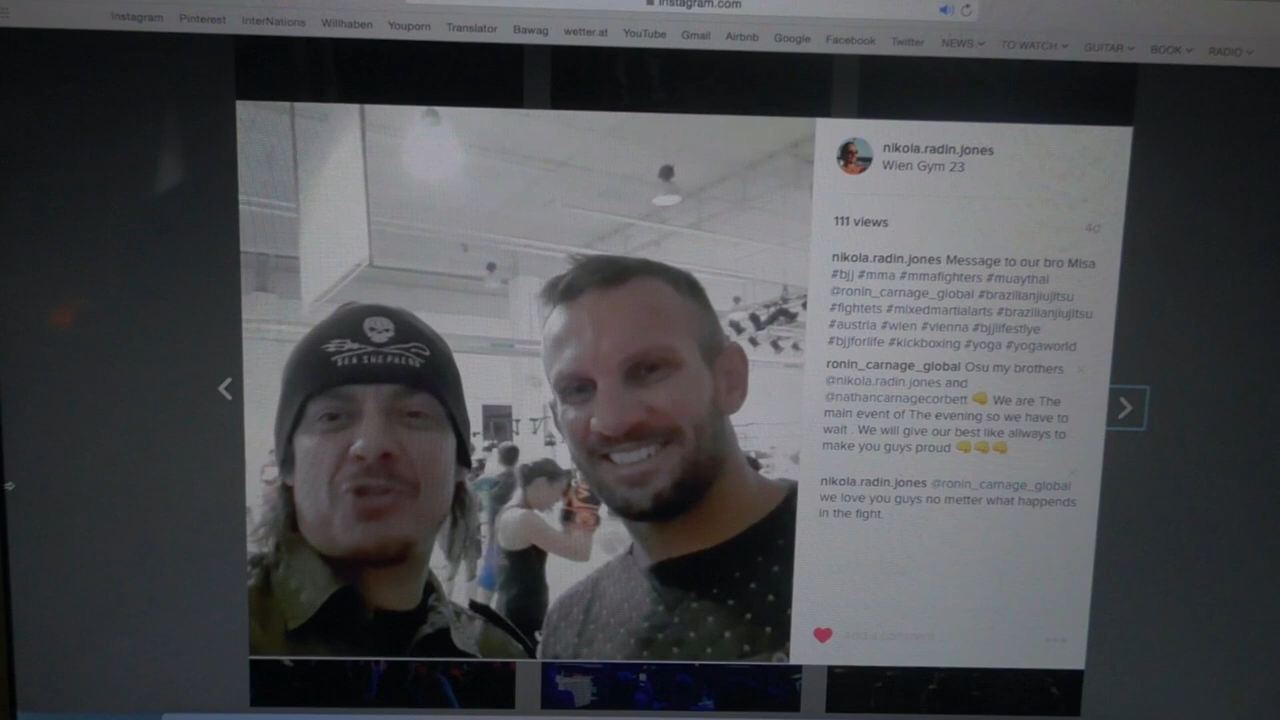 instagram.com
Instagram Pinterest InterNations Willhaben Youporn Translator Bawag wetter.at YouTube Gmail Airbnb Google Facebook Twitter NEWS TO WATCH GUITAR BOOK RADIO
nikola.radin.jones
Wien Gym 23
111 views
4d
nikola.radin.jones Message to our bro Misa
#bjj #mma #mmafighters #muaythai
@ronin_carnage_global #brazilianjiujitsu
#fightets #mixedmartialarts #brazilianjiujitsu
#austria #wien #vienna #bjjlifestlye
#bjjforlife #kickboxing #yoga #yogaworld
ronin_carnage_global Osu my brothers
@nikola.radin.jones and
@nathancarnagecorbett 👊 We are The
main event of The evening so we have to
wait . We will give our best like allways to
make you guys proud 👊👊👊
nikola.radin.jones @ronin_carnage_global
we love you guys no metter what happends
in the fight.
Add a comment...
SEA SHEPHERD